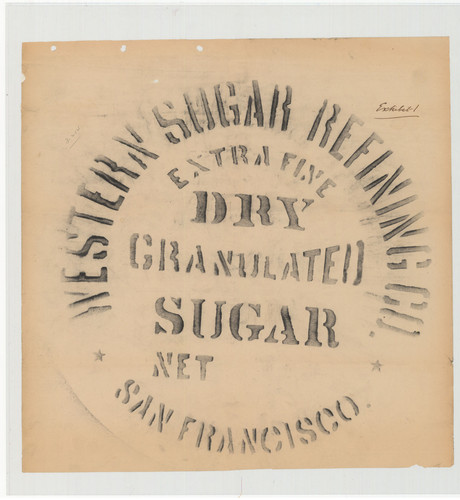 Exhibit 1
WESTERN SUGAR REFINING CO.
EXTRA FINE
DRY
GRANULATED
SUGAR
NET
SAN FRANCISCO.